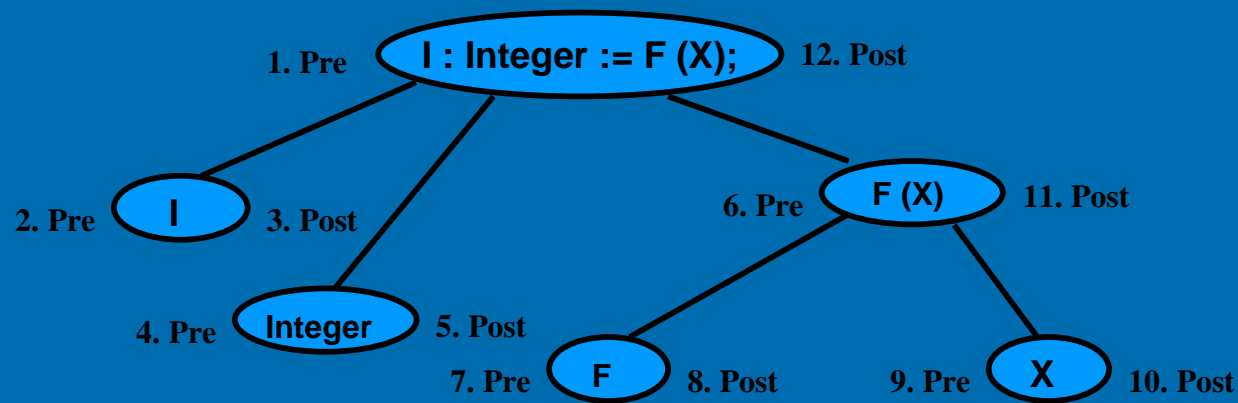 1. Pre I : Integer := F (X); 12. Post
2. Pre I 3. Post
6. Pre F (X) 11. Post
4. Pre Integer 5. Post
7. Pre F 8. Post
9. Pre X 10. Post